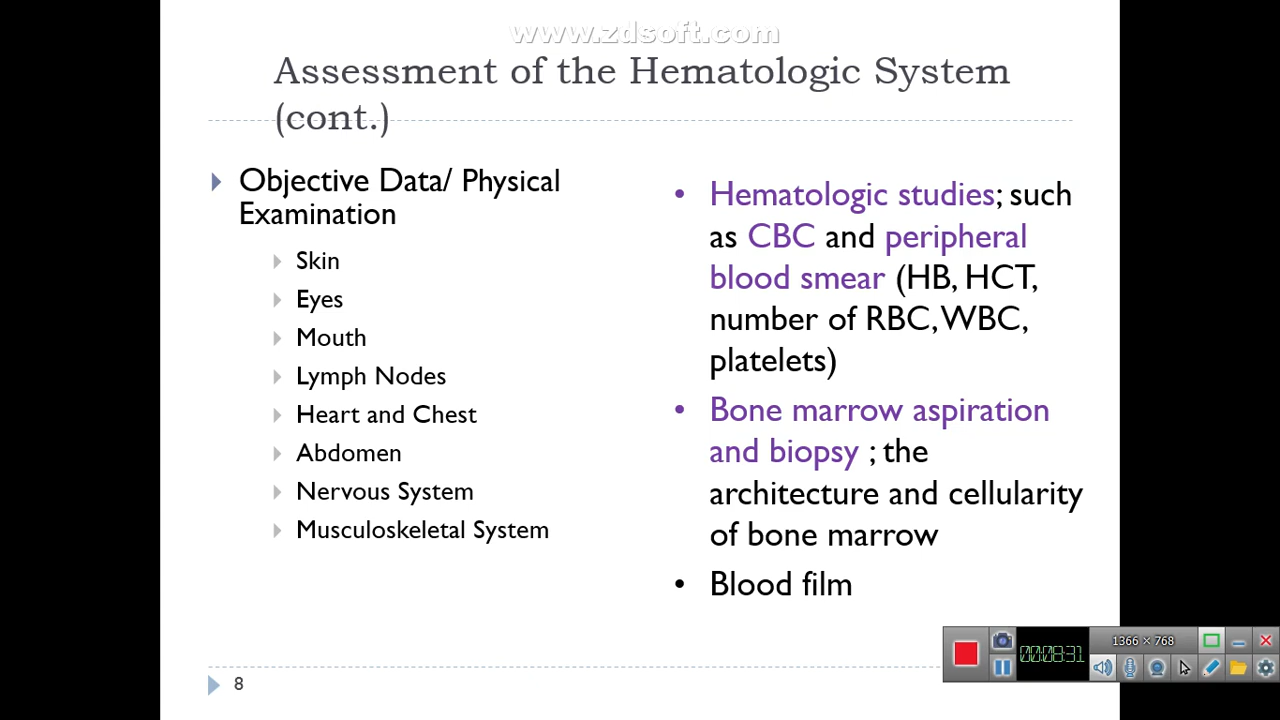 www.zdsoft.com
Assessment of the Hematologic System
(cont.)
Objective Data/ Physical
Examination
Skin
Eyes
Mouth
Lymph Nodes
Heart and Chest
Abdomen
Nervous System
Musculoskeletal System
• Hematologic studies; such
as CBC and peripheral
blood smear (HB, HCT,
number of RBC, WBC,
platelets)
• Bone marrow aspiration
and biopsy ; the
architecture and cellularity
of bone marrow
• Blood film
1366 × 768
00:08:31
8